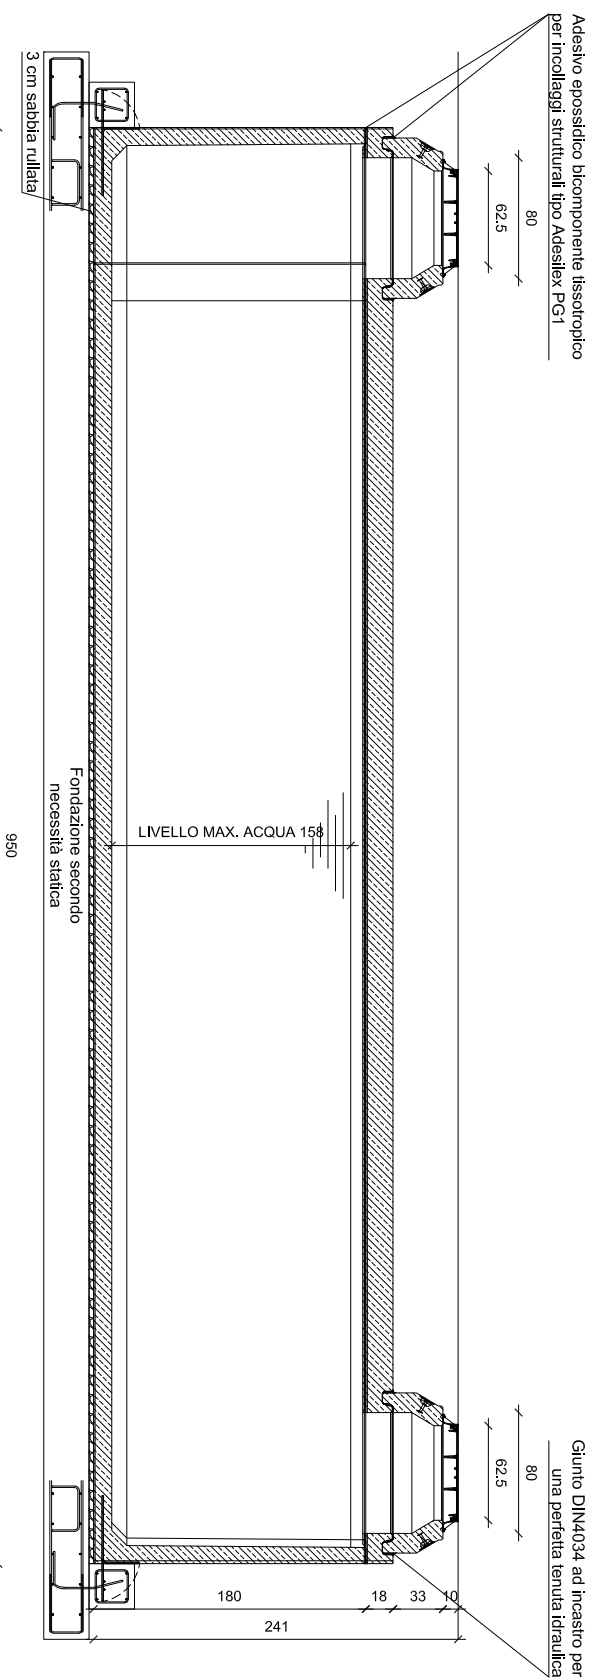 Adesivo epossidico bicomponente tissotropico
per incollaggi strutturali tipo Adesilex PG1
Giunto DIN4034 ad incastro per
una perfetta tenuta idraulica
80
62.5
80
62.5
10
33
18
180
241
LIVELLO MAX. ACQUA 158
3 cm sabbia rullata
Fondazione secondo
necessità statica
950